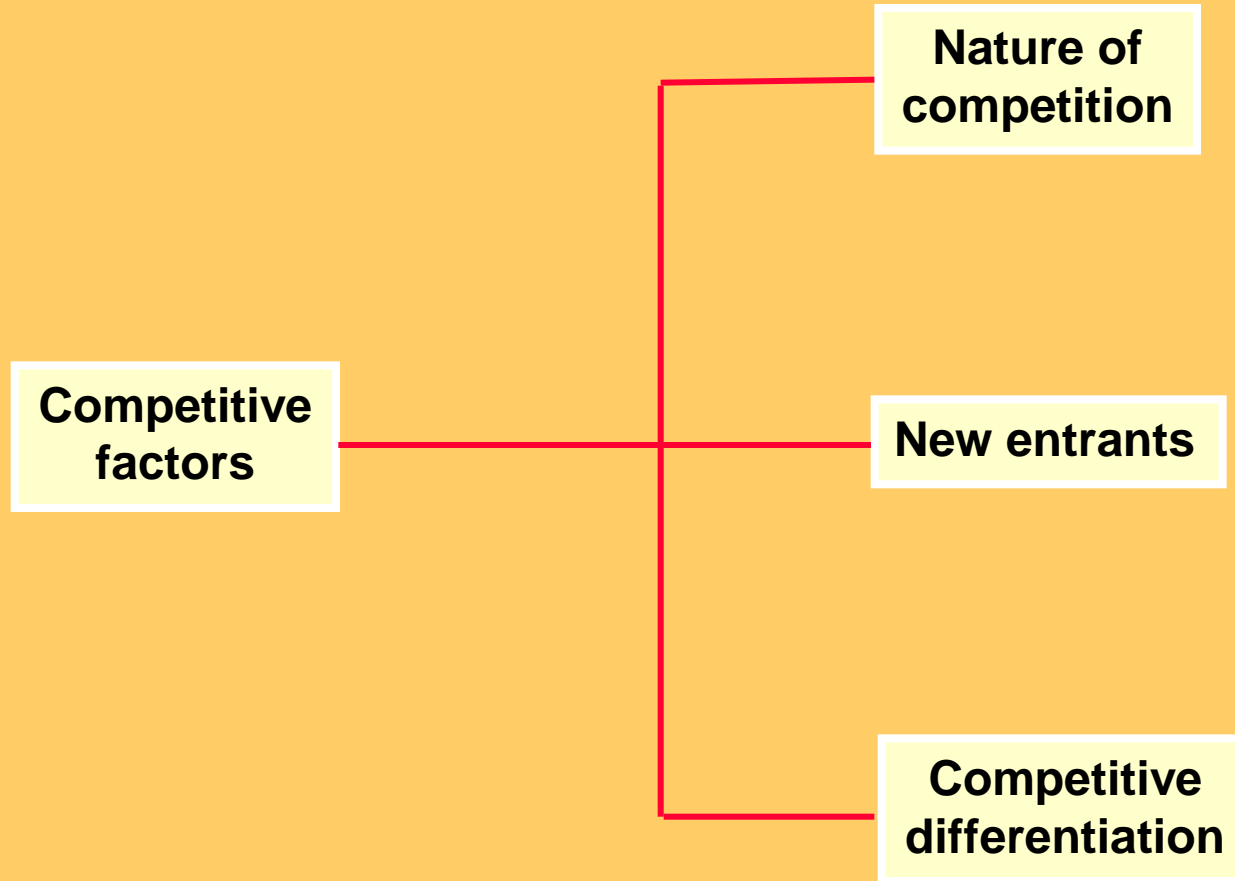 Nature of
competition
Competitive
factors
New entrants
Competitive
differentiation